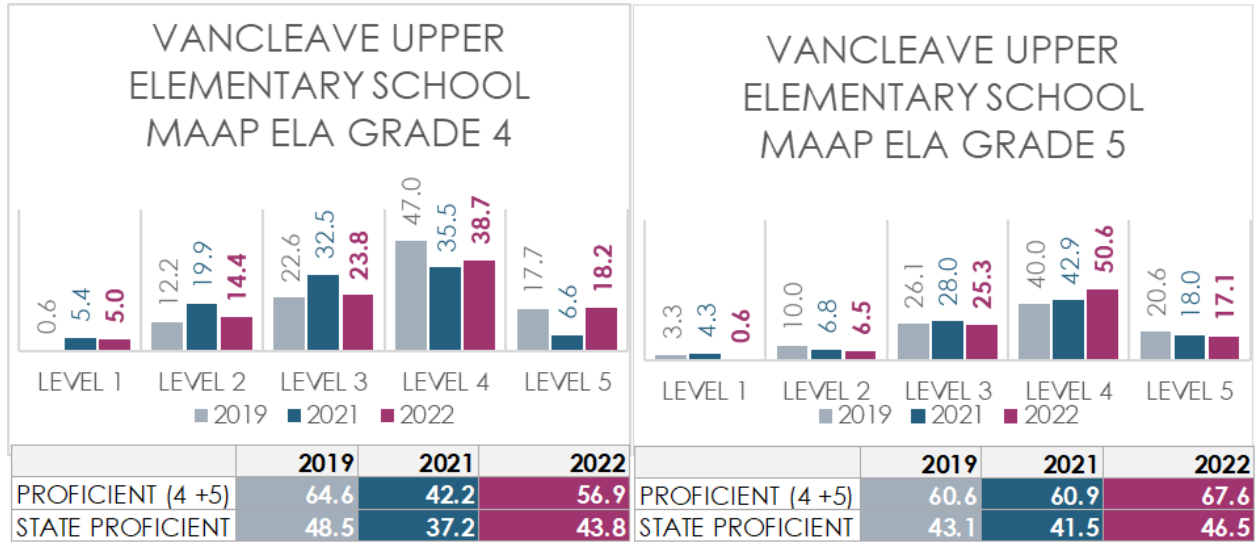 VANCLEAVE UPPER
ELEMENTARY SCHOOL
MAAP ELA GRADE 4
0.6 5.4 5.0 12.2 19.9 14.4 22.6 32.5 23.8 47.0 35.5 38.7 17.7 6.6 18.2
LEVEL 1 LEVEL 2 LEVEL 3 LEVEL 4 LEVEL 5
2019 2021 2022
2019 2021 2022
PROFICIENT (4 +5) 64.6 42.2 56.9
STATE PROFICIENT 48.5 37.2 43.8
VANCLEAVE UPPER
ELEMENTARY SCHOOL
MAAP ELA GRADE 5
3.3 4.3 0.6 10.0 6.8 6.5 26.1 28.0 25.3 40.0 42.9 50.6 20.6 18.0 17.1
LEVEL 1 LEVEL 2 LEVEL 3 LEVEL 4 LEVEL 5
2019 2021 2022
2019 2021 2022
PROFICIENT (4 +5) 60.6 60.9 67.6
STATE PROFICIENT 43.1 41.5 46.5